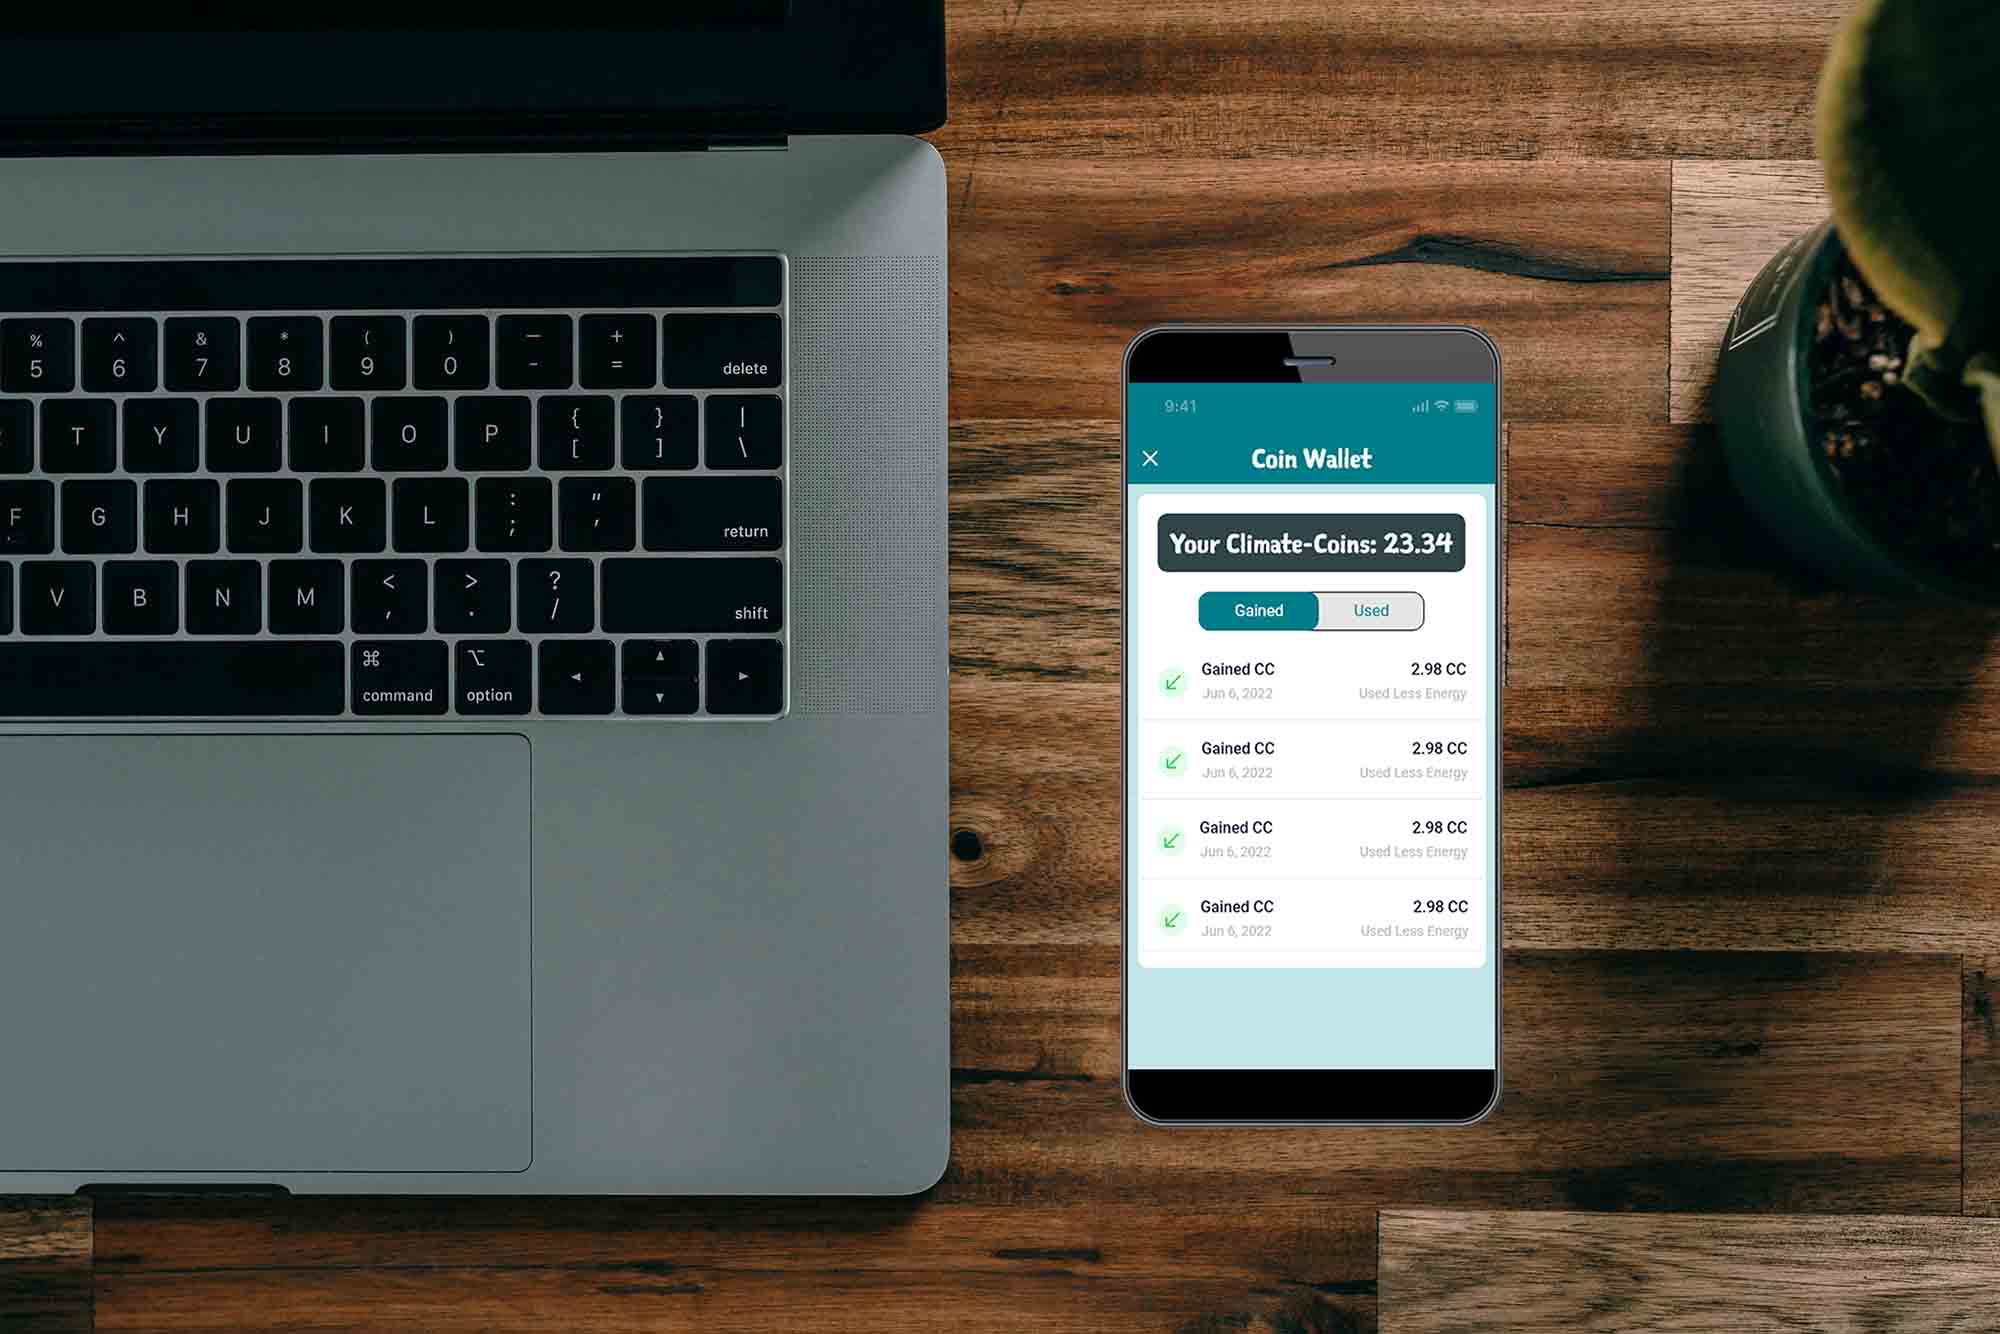 % ^ & * ( ) — +
5 6 7 8 9 0 - = delete
T Y U I O P { [ } ] | \
F G H J K L : ; " ' return
V B N M < , > . ? / shift
⌘ ⌥ ◀ ▲ ▼ ▶
command option
9:41
Coin Wallet
Your Climate-Coins: 23.34
Gained Used
Gained CC 2.98 CC
Jun 6, 2022 Used Less Energy
Gained CC 2.98 CC
Jun 6, 2022 Used Less Energy
Gained CC 2.98 CC
Jun 6, 2022 Used Less Energy
Gained CC 2.98 CC
Jun 6, 2022 Used Less Energy